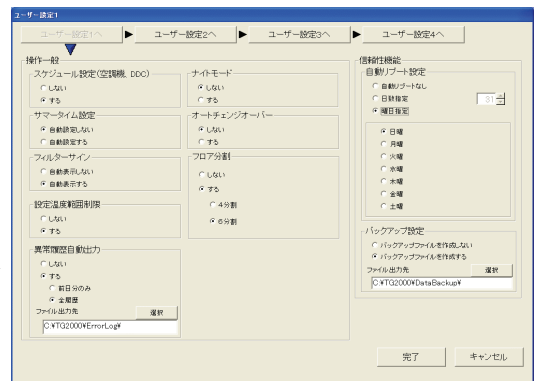 ユーザー設定1
ユーザー設定1へ
ユーザー設定2へ
ユーザー設定3へ
ユーザー設定4へ
操作一般
スケジュール設定(空調機、DDC)
しない
する
サマータイム設定
自動設定しない
自動設定する
フィルターサイン
自動表示しない
自動表示する
設定温度範囲制限
しない
する
異常履歴自動出力
しない
する
前日分のみ
全履歴
ファイル出力先
選択
C:¥TG2000¥ErrorLog¥
ナイトモード
しない
する
オートチェンジオーバー
しない
する
フロア分割
しない
する
4分割
6分割
信頼性機能
自動リブート設定
自動リブートなし
日数指定
31
曜日指定
日曜
月曜
火曜
水曜
木曜
金曜
土曜
バックアップ設定
バックアップファイルを作成しない
バックアップファイルを作成する
ファイル出力先
選択
C:¥TG2000¥DataBackup¥
完了
キャンセル